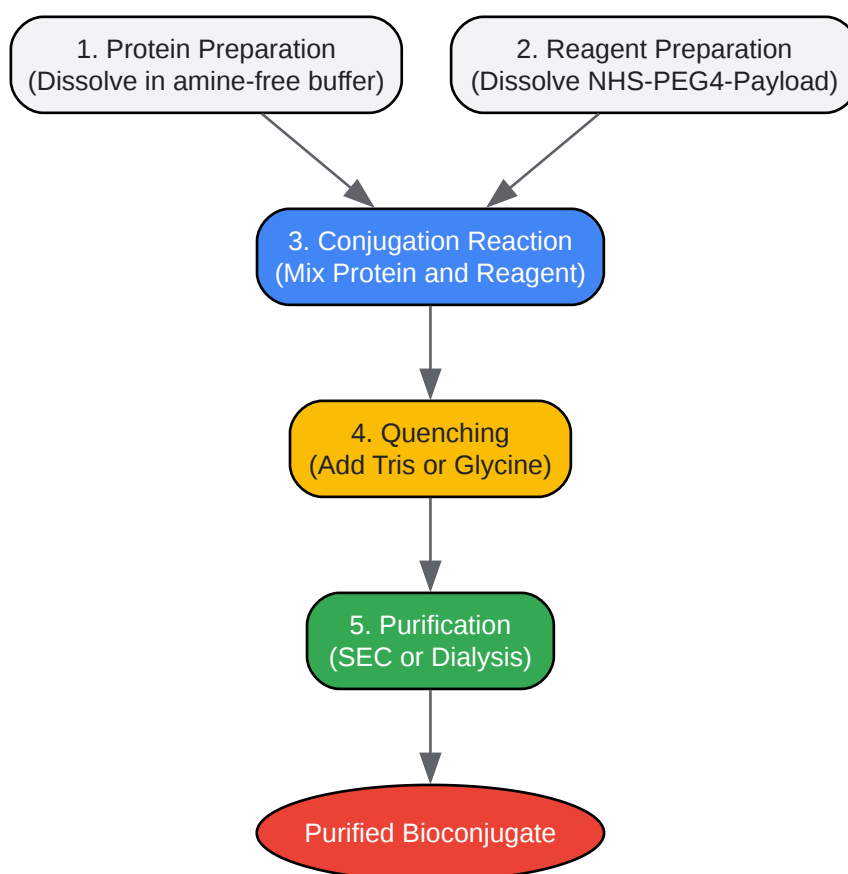 1. Protein Preparation
(Dissolve in amine-free buffer)
2. Reagent Preparation
(Dissolve NHS-PEG4-Payload)
3. Conjugation Reaction
(Mix Protein and Reagent)
4. Quenching
(Add Tris or Glycine)
5. Purification
(SEC or Dialysis)
Purified Bioconjugate